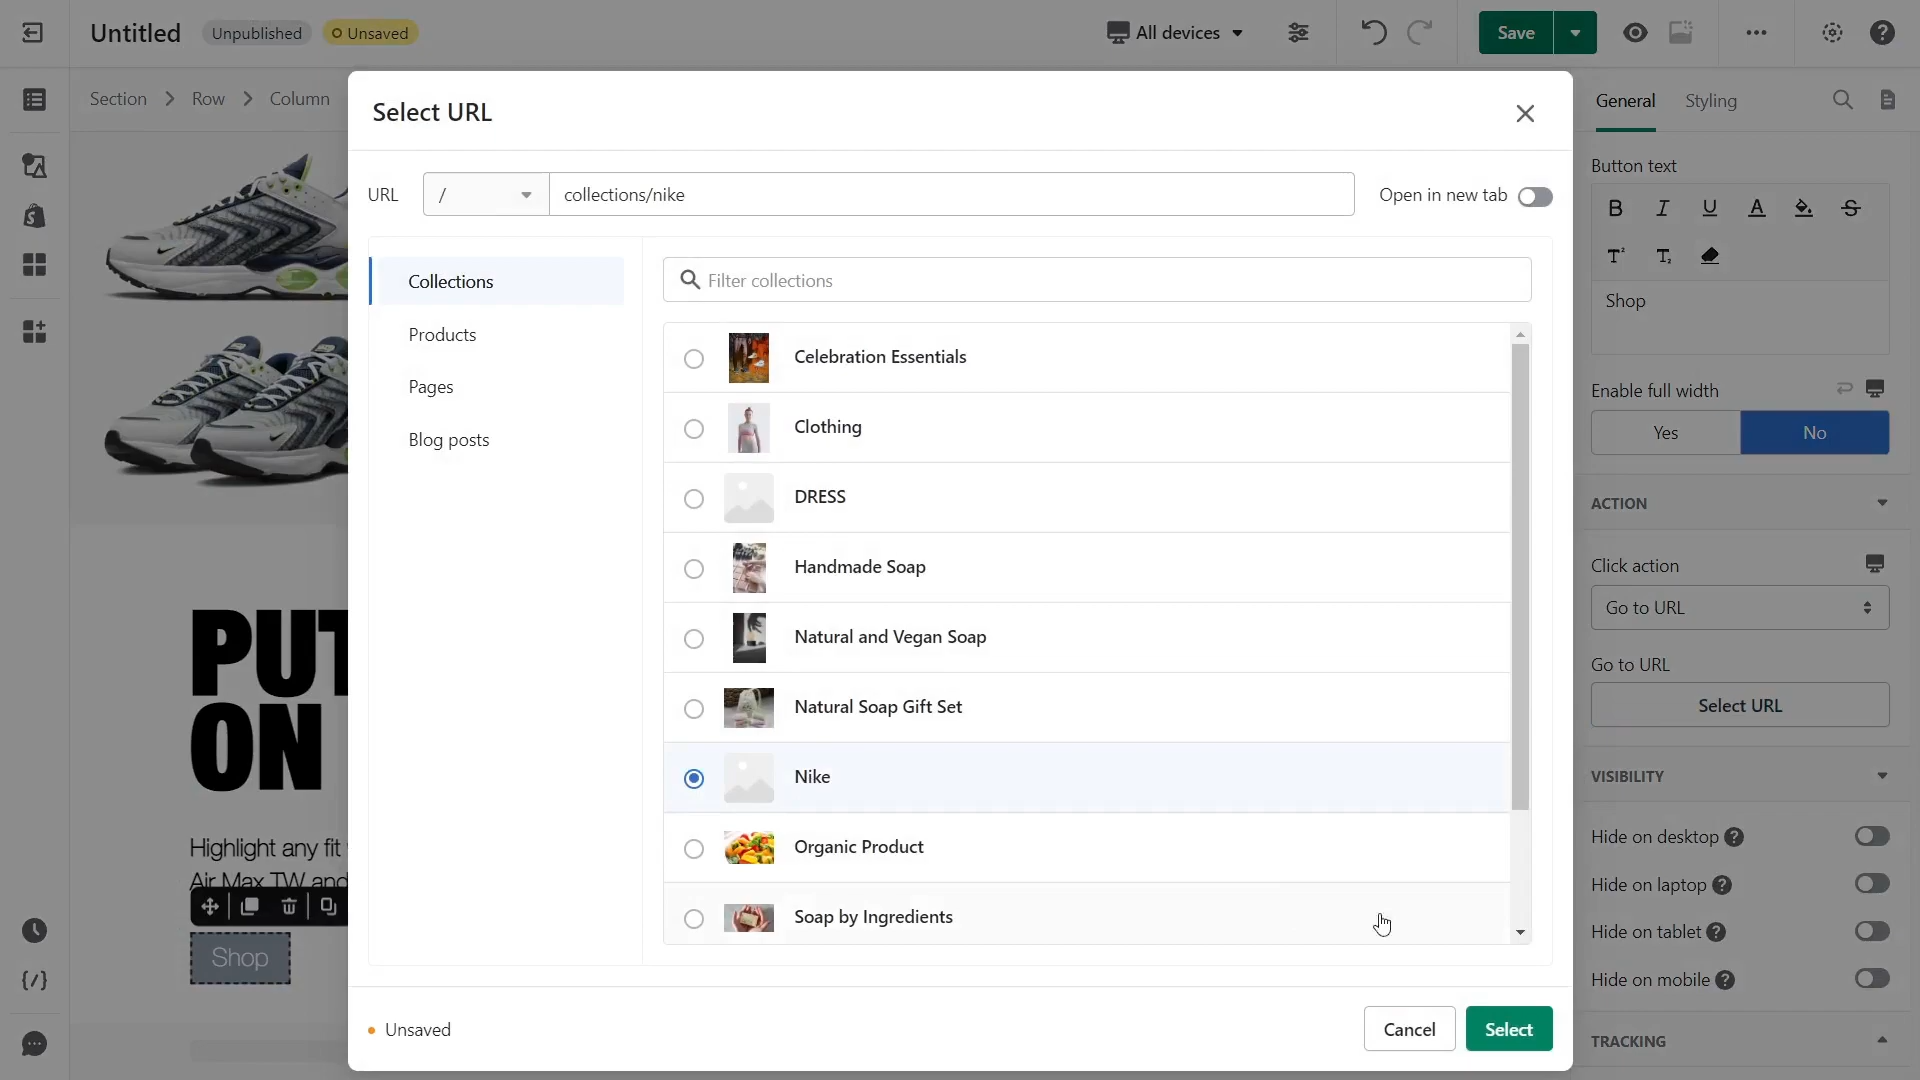 Untitled
Unpublished
Unsaved
All devices
Save
Section
Row
Column
Select URL
URL
/
collections/nike
Open in new tab
Collections
Products
Pages
Blog posts
Filter collections
Celebration Essentials
Clothing
DRESS
Handmade Soap
Natural and Vegan Soap
Natural Soap Gift Set
Nike
Organic Product
Soap by Ingredients
Unsaved
Cancel
Select
PUT
ON
Highlight any fit
Air Max TW and
Shop
General
Styling
Button text
Shop
Enable full width
Yes
No
ACTION
Click action
Go to URL
Go to URL
Select URL
VISIBILITY
Hide on desktop
Hide on laptop
Hide on tablet
Hide on mobile
TRACKING